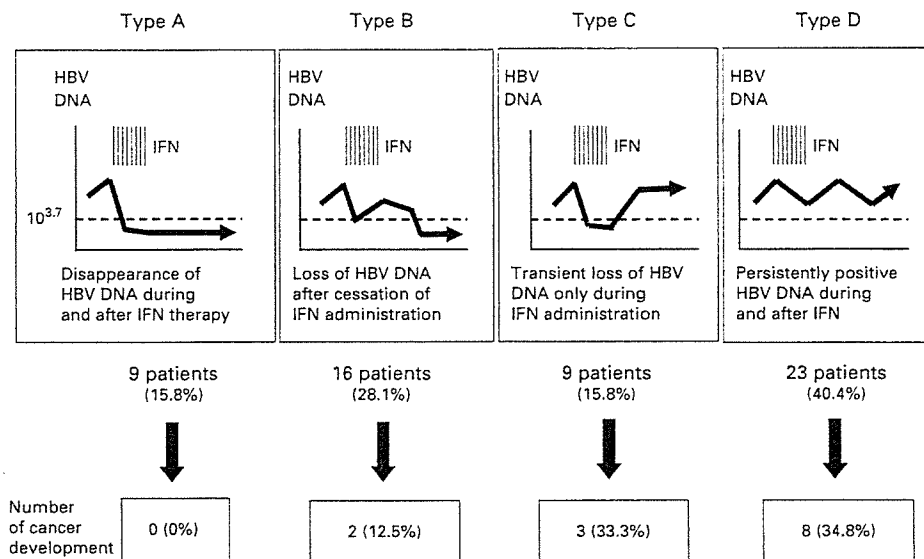 Type A
Type B
Type C
Type D
HBV
DNA
IFN
10^3.7
Disappearance of
HBV DNA during
and after IFN therapy
HBV
DNA
IFN
Loss of HBV DNA
after cessation of
IFN administration
HBV
DNA
IFN
Transient loss of HBV
DNA only during
IFN administration
HBV
DNA
IFN
Persistently positive
HBV DNA during
and after IFN
9 patients
(15.8%)
16 patients
(28.1%)
9 patients
(15.8%)
23 patients
(40.4%)
Number
of cancer
development
0 (0%)
2 (12.5%)
3 (33.3%)
8 (34.8%)